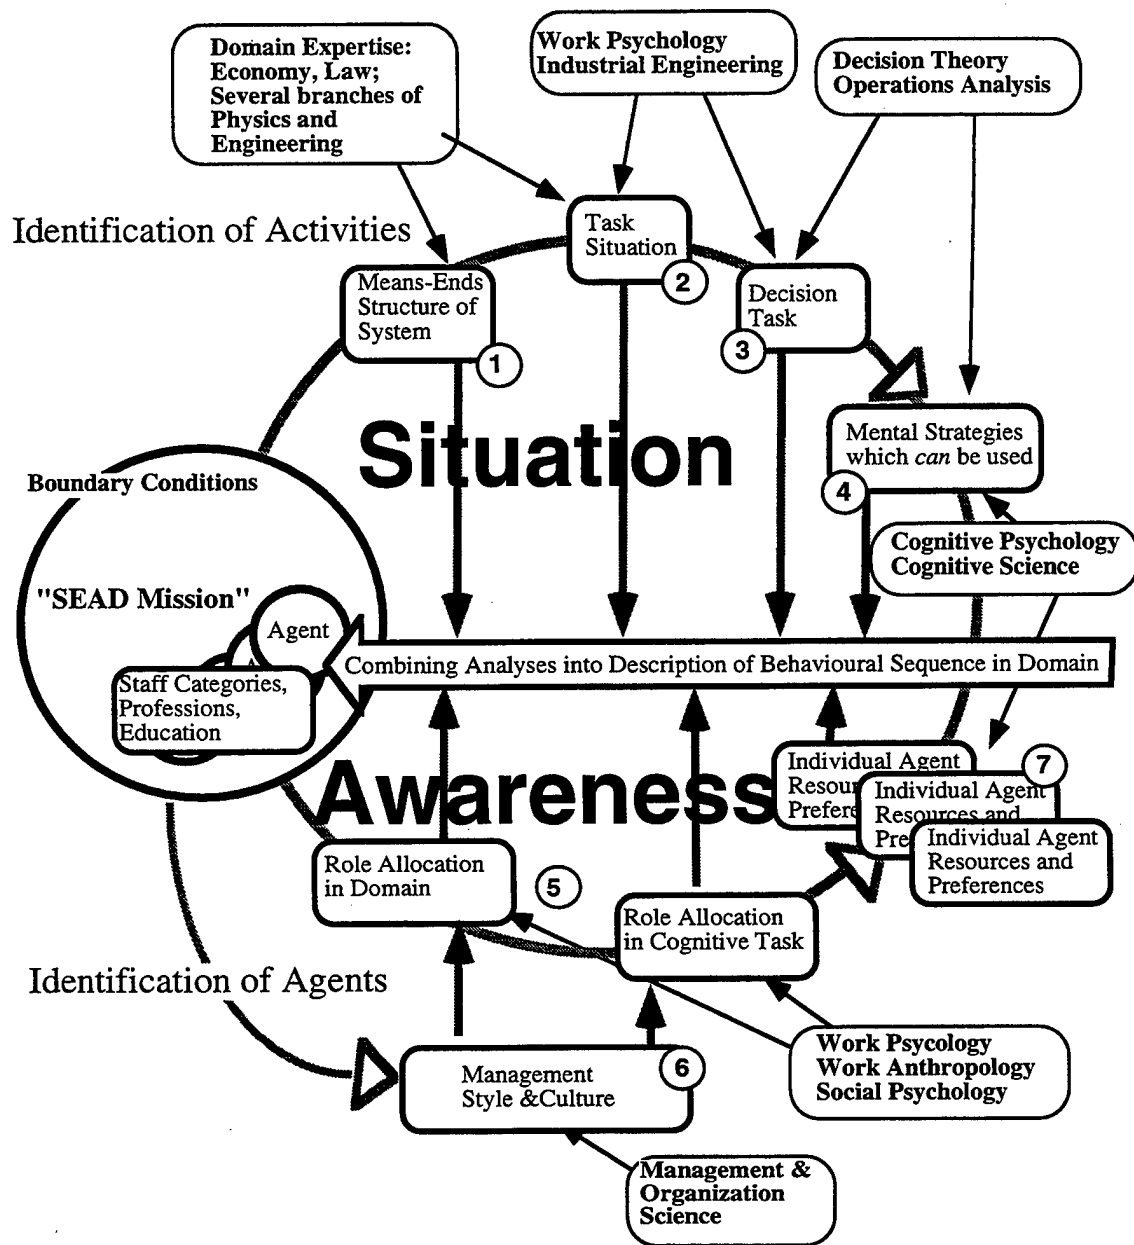 Domain Expertise:
Economy, Law;
Several branches of
Physics and
Engineering
Work Psychology
Industrial Engineering
Decision Theory
Operations Analysis
Identification of Activities
Task
Situation
2
Means-Ends
Structure of
System
1
Decision
Task
3
Mental Strategies
which can be used
4
Situation
Boundary Conditions
Cognitive Psychology
Cognitive Science
"SEAD Mission"
Agent
A
Combining Analyses into Description of Behavioural Sequence in Domain
Staff Categories,
Professions,
Education
Awareness
Individual Agent
Resour
Prefere
7
Individual Agent
Resources and
Pre
Individual Agent
Resources and
Preferences
Role Allocation
in Domain
5
Role Allocation
in Cognitive Task
Identification of Agents
Management
Style &Culture
6
Work Psycology
Work Anthropology
Social Psychology
Management &
Organization
Science